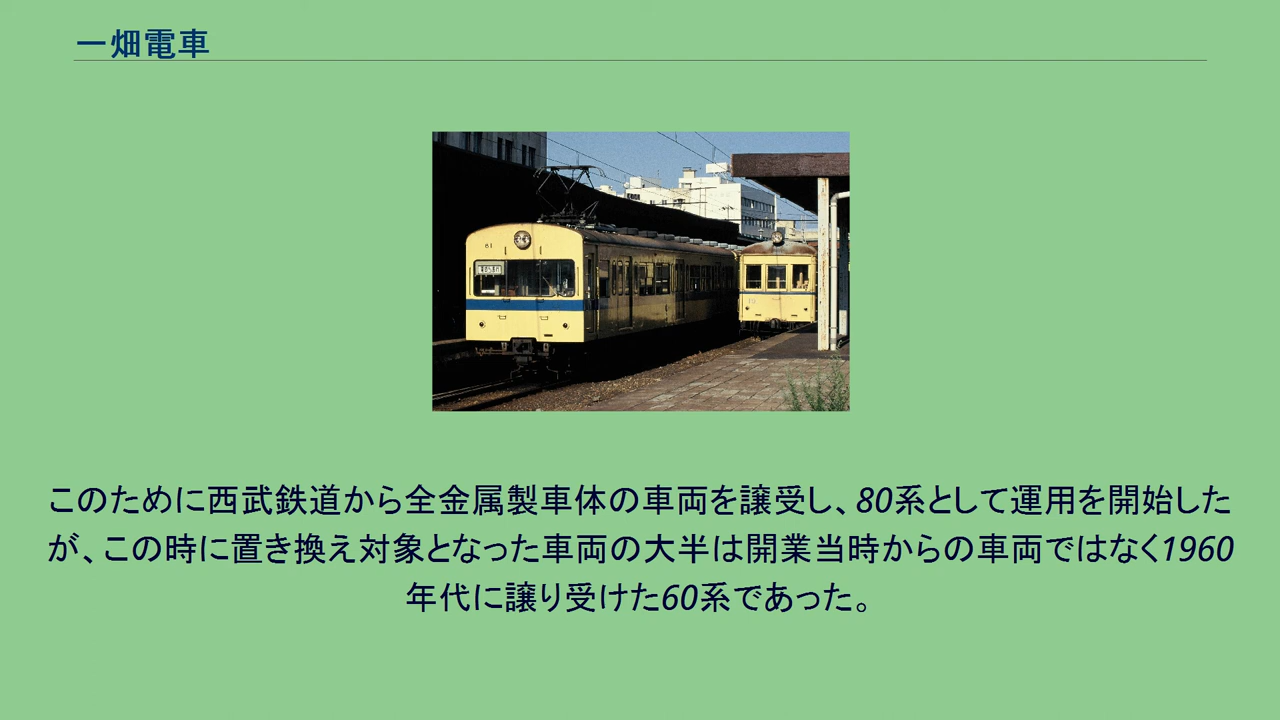 一畑電車
81
このために西武鉄道から全金属製車体の車両を譲受し、80系として運用を開始した
が、この時に置き換え対象となった車両の大半は開業当時からの車両ではなく1960
年代に譲り受けた60系であった。